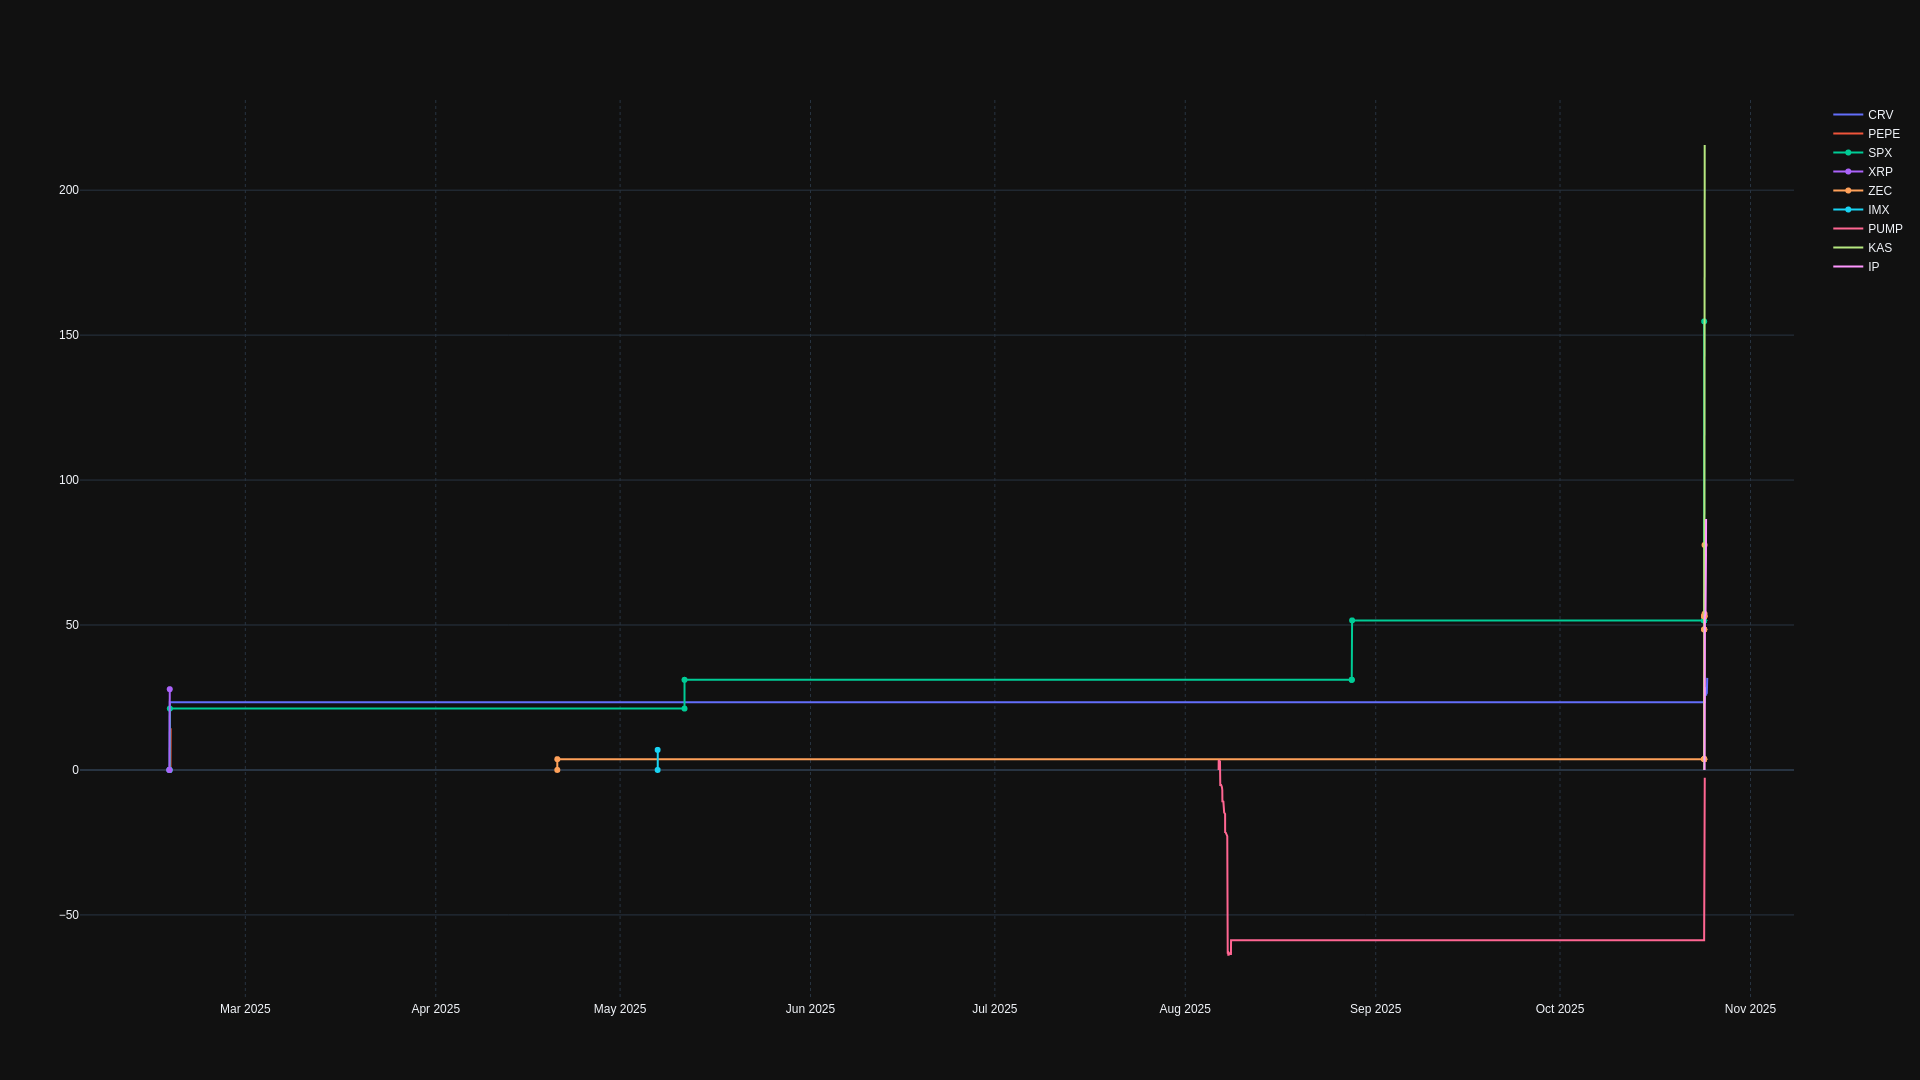 200
150
100
50
0
−50
Mar 2025
Apr 2025
May 2025
Jun 2025
Jul 2025
Aug 2025
Sep 2025
Oct 2025
Nov 2025
CRV
PEPE
SPX
XRP
ZEC
IMX
PUMP
KAS
IP